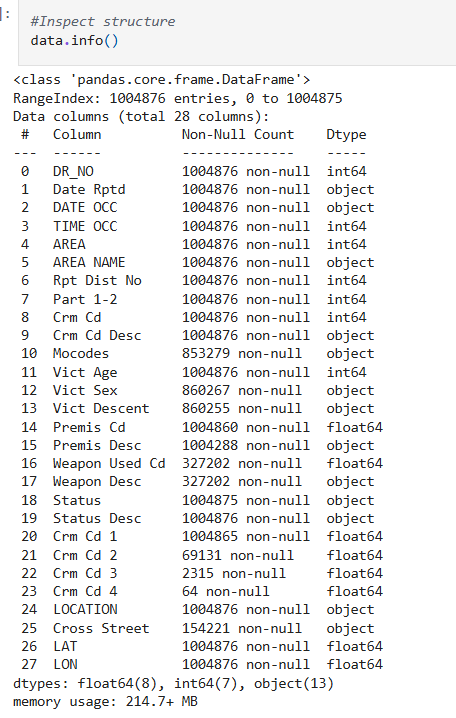 ]:
#Inspect structure
data.info()
<class 'pandas.core.frame.DataFrame'>
RangeIndex: 1004876 entries, 0 to 1004875
Data columns (total 28 columns):
 #   Column          Non-Null Count    Dtype
---  ------          --------------    -----
 0   DR_NO           1004876 non-null  int64
 1   Date Rptd       1004876 non-null  object
 2   DATE OCC        1004876 non-null  object
 3   TIME OCC        1004876 non-null  int64
 4   AREA            1004876 non-null  int64
 5   AREA NAME       1004876 non-null  object
 6   Rpt Dist No     1004876 non-null  int64
 7   Part 1-2        1004876 non-null  int64
 8   Crm Cd          1004876 non-null  int64
 9   Crm Cd Desc     1004876 non-null  object
 10  Mocodes         853279 non-null   object
 11  Vict Age        1004876 non-null  int64
 12  Vict Sex        860267 non-null   object
 13  Vict Descent    860255 non-null   object
 14  Premis Cd       1004860 non-null  float64
 15  Premis Desc     1004288 non-null  object
 16  Weapon Used Cd  327202 non-null   float64
 17  Weapon Desc     327202 non-null   object
 18  Status          1004875 non-null  object
 19  Status Desc     1004876 non-null  object
 20  Crm Cd 1        1004865 non-null  float64
 21  Crm Cd 2        69131 non-null    float64
 22  Crm Cd 3        2315 non-null     float64
 23  Crm Cd 4        64 non-null       float64
 24  LOCATION        1004876 non-null  object
 25  Cross Street    154221 non-null   object
 26  LAT             1004876 non-null  float64
 27  LON             1004876 non-null  float64
dtypes: float64(8), int64(7), object(13)
memory usage: 214.7+ MB